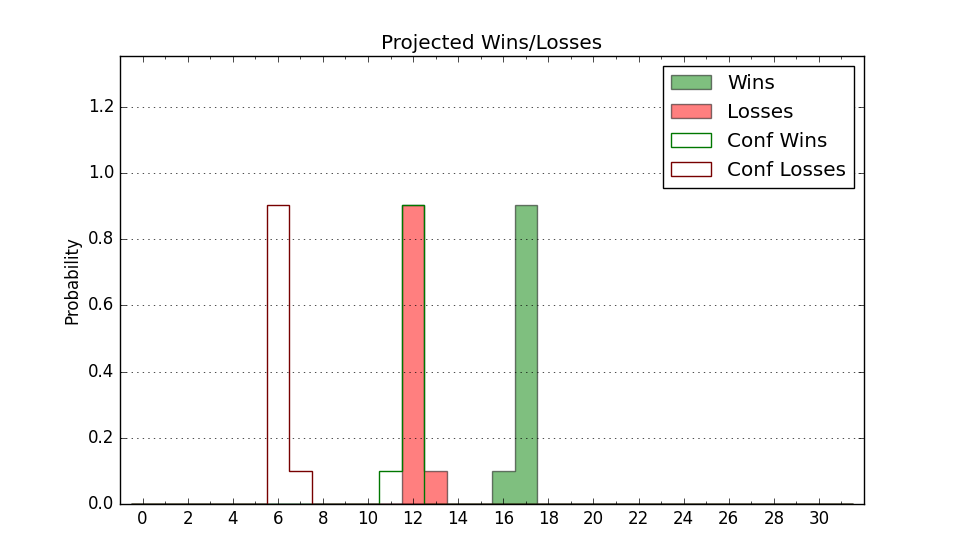 Projected Wins/Losses
Wins
Losses
Conf Wins
Conf Losses
Probability
1.2
1.0
0.8
0.6
0.4
0.2
0.0
0 2 4 6 8 10 12 14 16 18 20 22 24 26 28 30